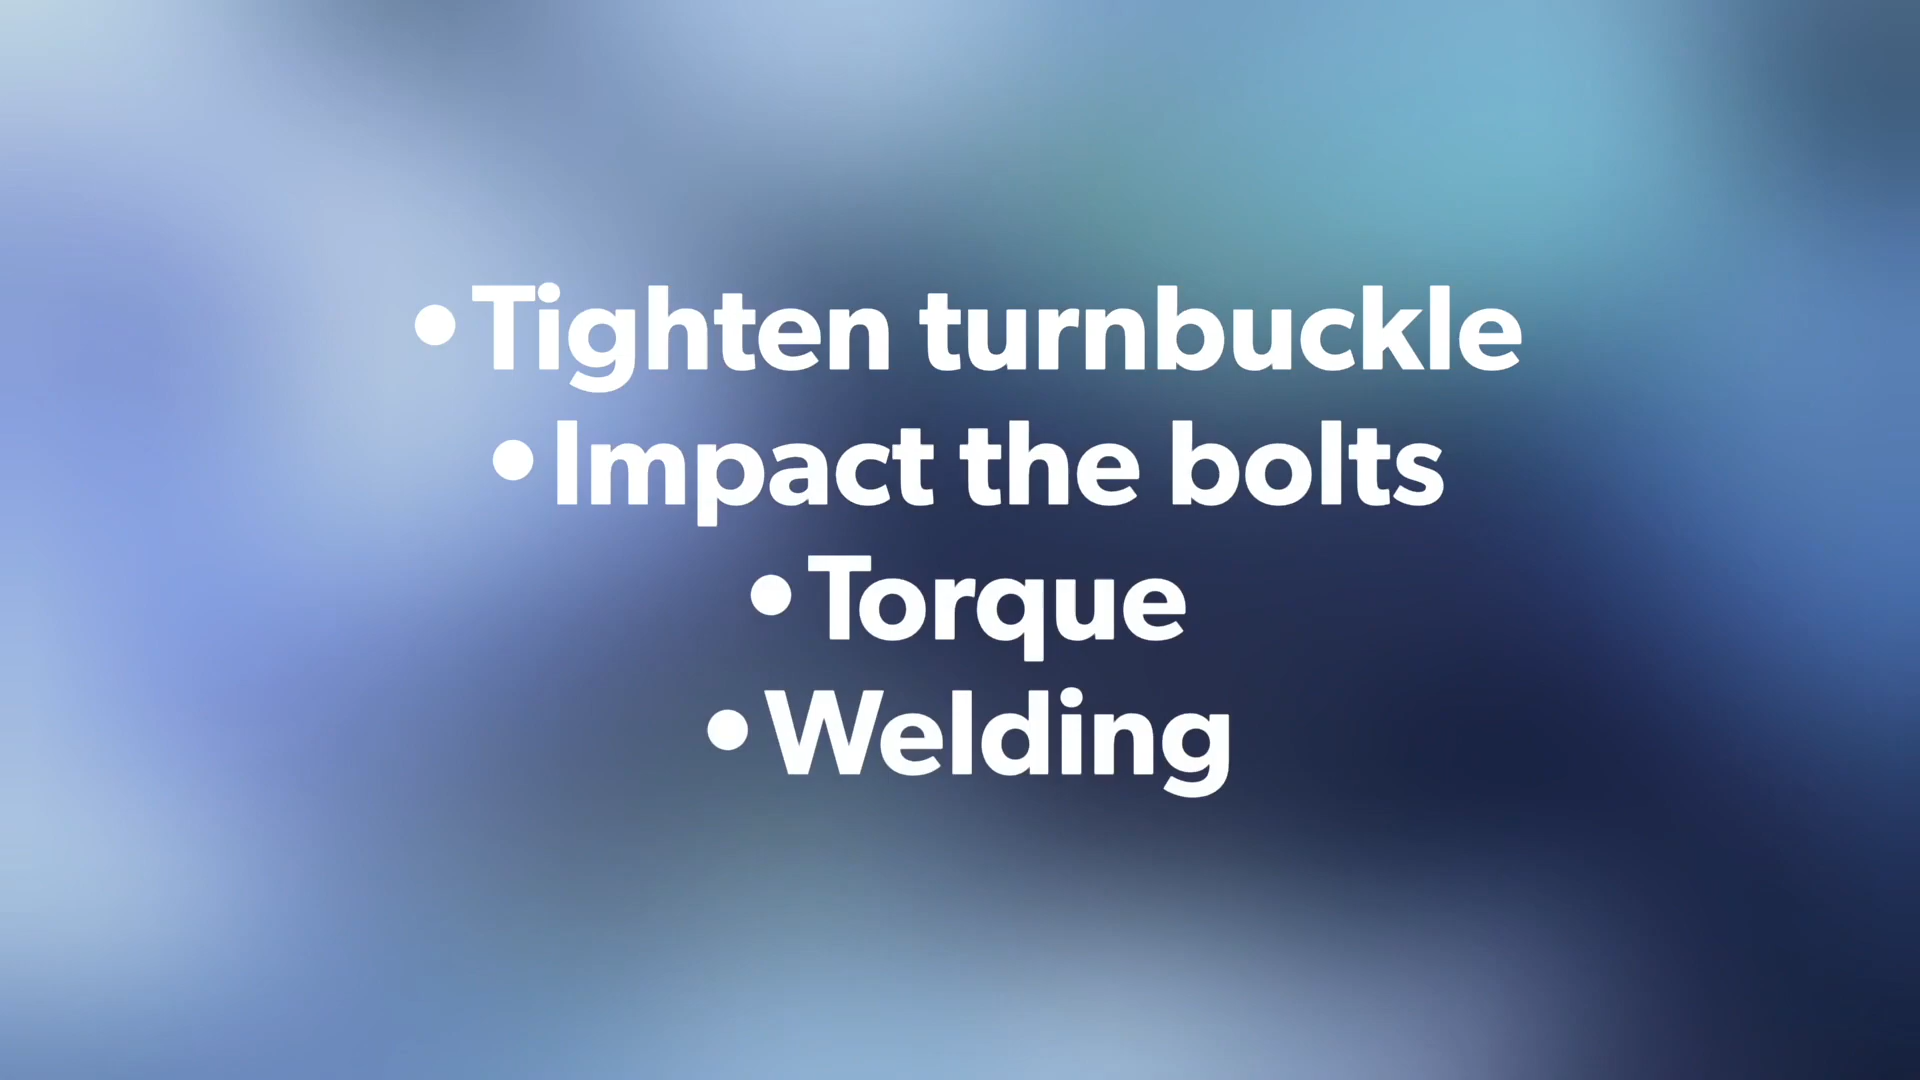 •Tighten turnbuckle
•Impact the bolts
•Torque
•Welding